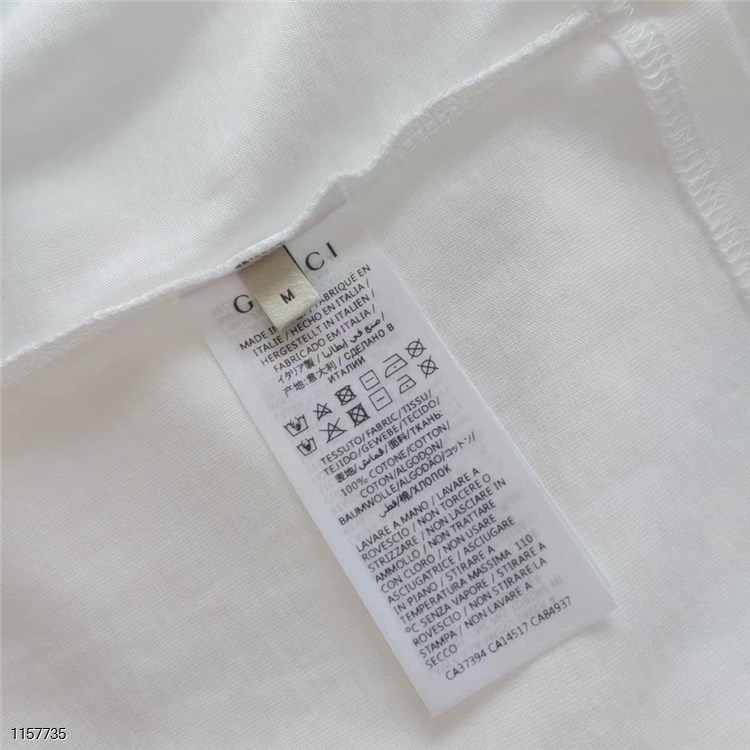 G CI
M
MADE IN / FABRIQUÉ EN
ITALIE / HECHO EN ITALIA /
HERGESTELLT IN ITALIEN /
FABRICADO EM ITALIA /
イタリア製 / صنع في إيطاليا /
产地:意大利 / СДЕЛАНО В
ИТАЛИИ
TESSUTO/FABRIC/TISSU/
TEJIDO/GEWEBE/TECIDO/
表地/قماش/面料/ТКАНЬ:
100% COTONE/COTTON/
COTON/ALGODON/
BAUMWOLLE/ALGODÃO/コットン/
قطن/棉/ХЛОПОК
LAVARE A MANO / LAVARE A
ROVESCIO / NON TORCERE O
STRIZZARE / NON LASCIARE IN
AMMOLLO / NON TRATTARE
CON CLORO / NON USARE
ASCIUGATRICE / ASCIUGARE
IN PIANO / STIRARE A
TEMPERATURA MASSIMA 110
ºC SENZA VAPORE / STIRARE A
ROVESCIO / NON STIRARE LA
STAMPA / NON LAVARE A
SECCO
CA37394 CA14517 CA84937
1157735